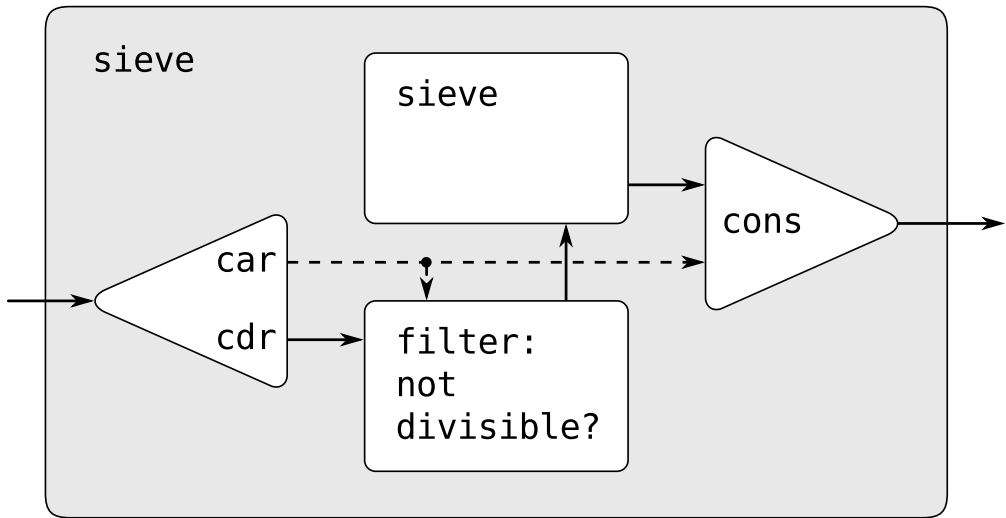 sieve
sieve
cons
car
cdr
filter:
not
divisible?